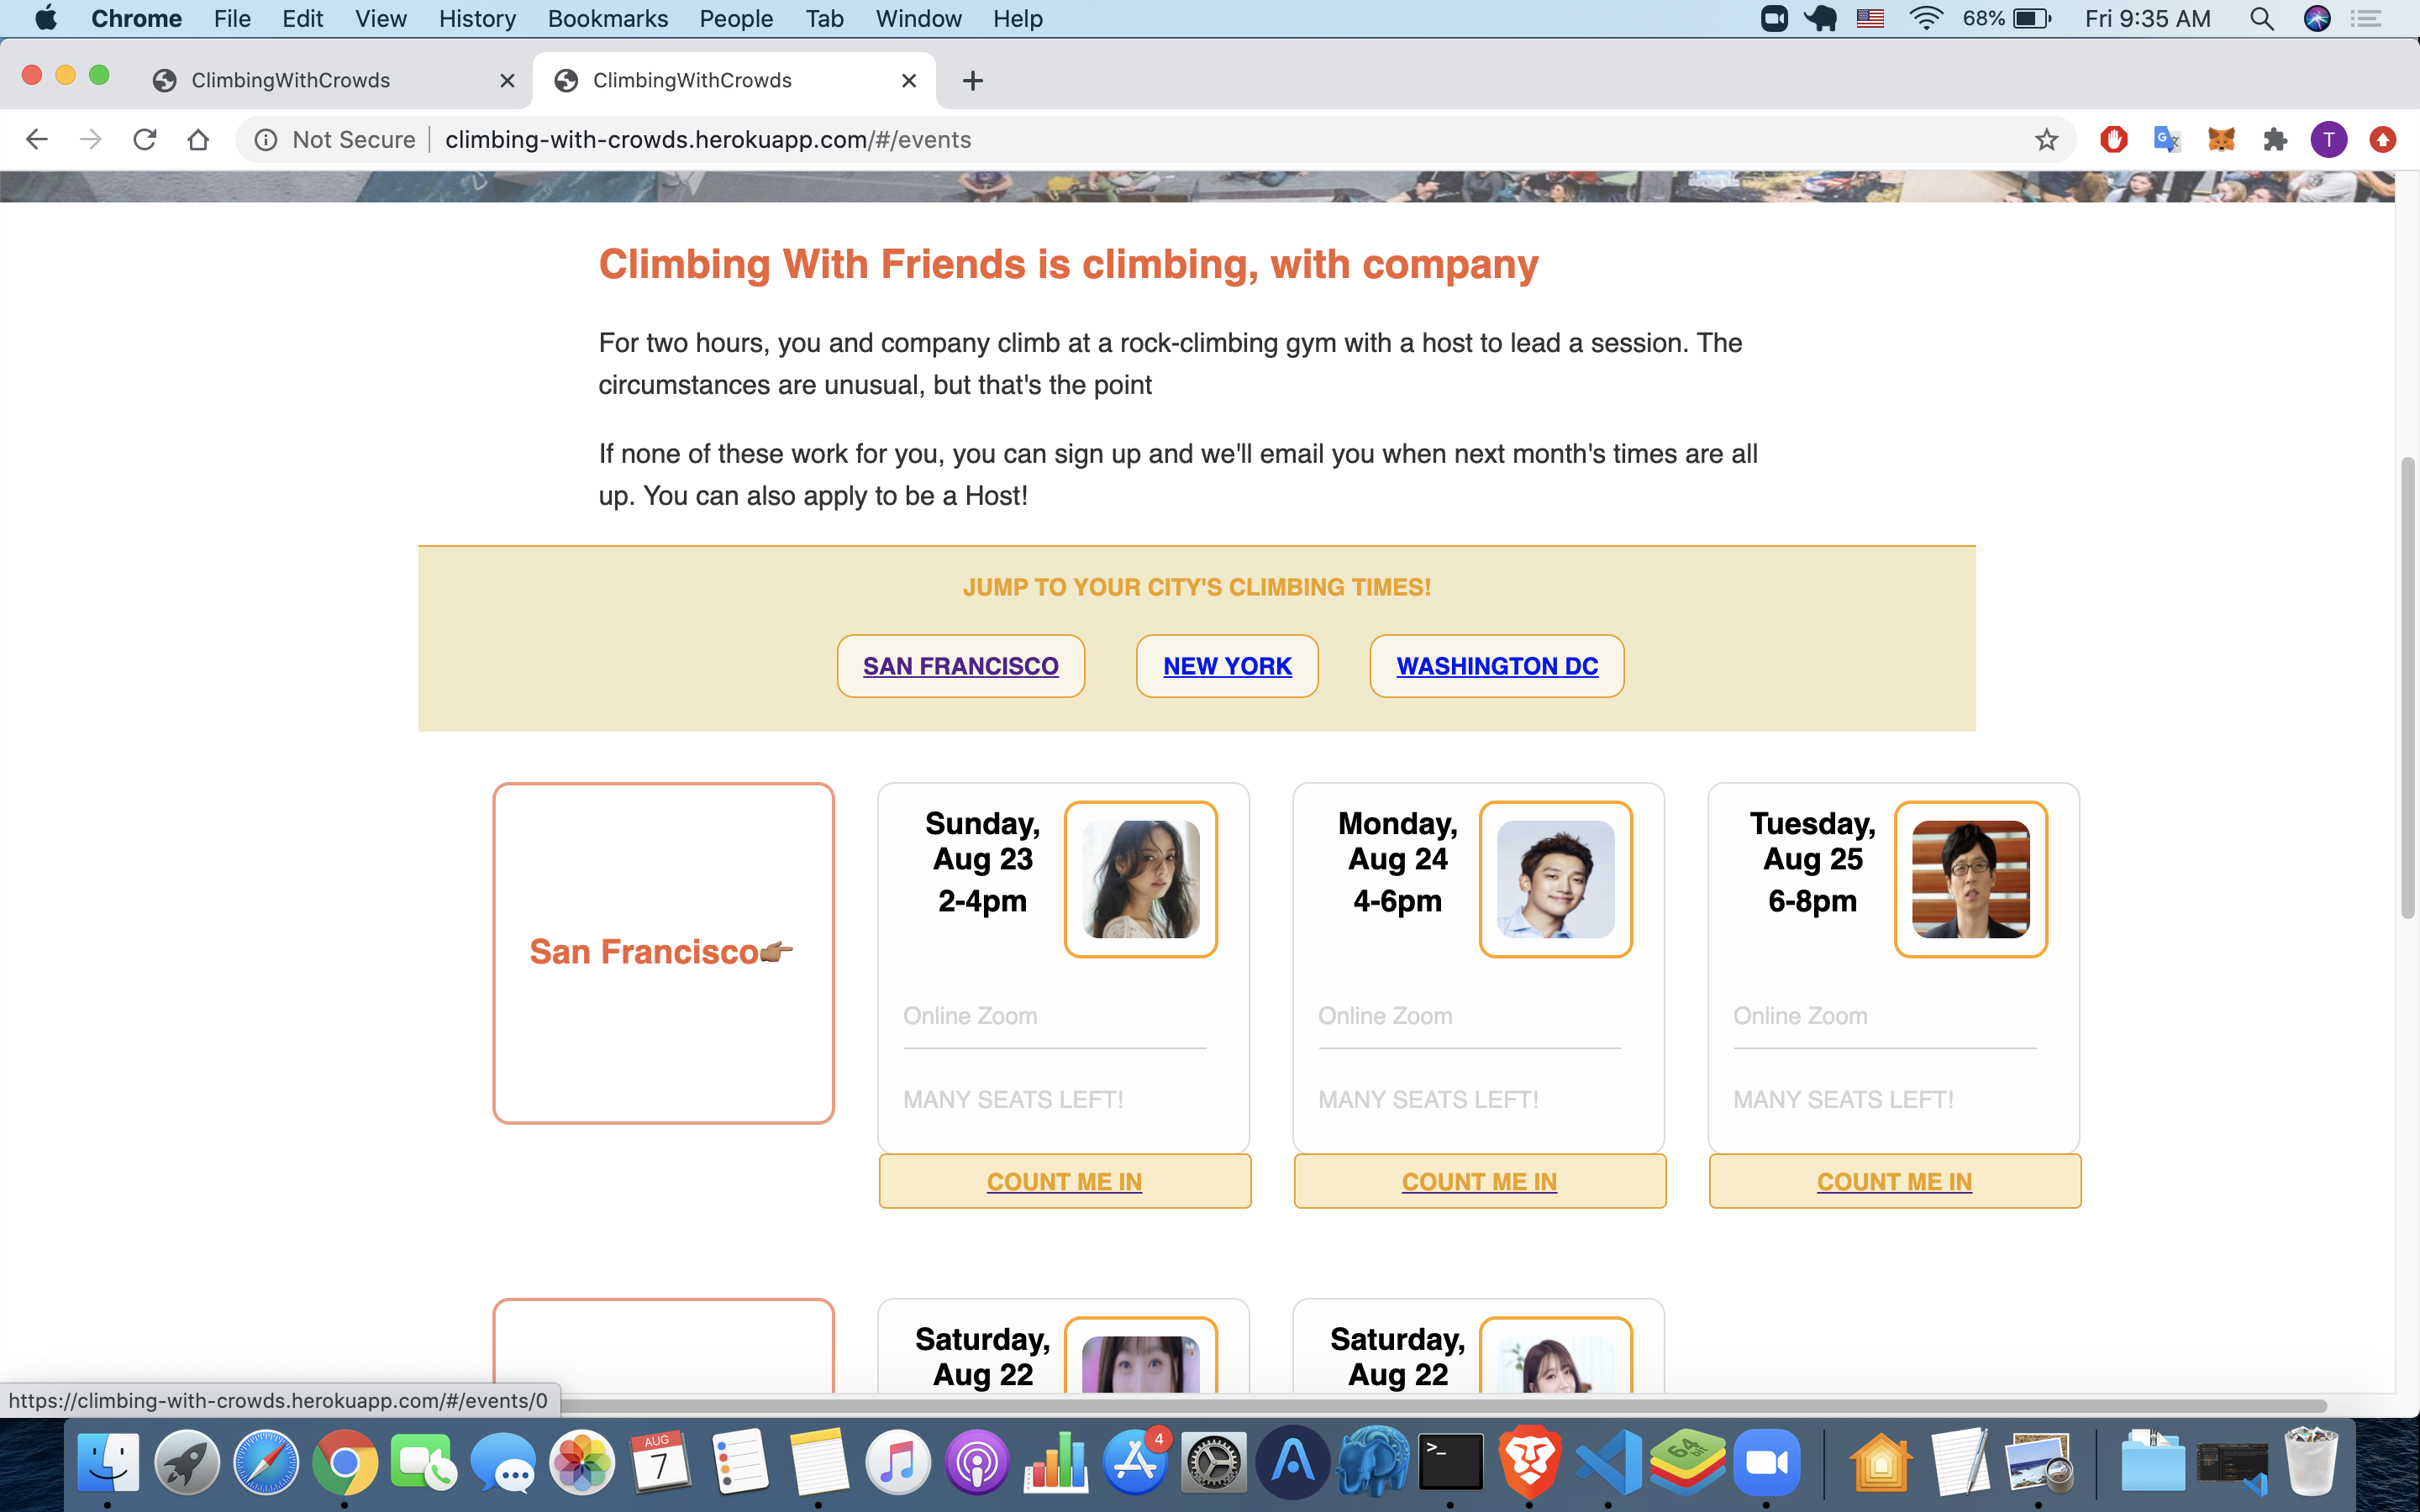 Chrome File Edit View History Bookmarks People Tab Window Help 68% Fri 9:35 AM
ClimbingWithCrowds ClimbingWithCrowds
Not Secure climbing-with-crowds.herokuapp.com/#/events T
Climbing With Friends is climbing, with company
For two hours, you and company climb at a rock-climbing gym with a host to lead a session. The
circumstances are unusual, but that's the point
If none of these work for you, you can sign up and we'll email you when next month's times are all
up. You can also apply to be a Host!
JUMP TO YOUR CITY'S CLIMBING TIMES!
SAN FRANCISCO NEW YORK WASHINGTON DC
San Francisco
Sunday,
Aug 23
2-4pm
Online Zoom
MANY SEATS LEFT!
COUNT ME IN
Monday,
Aug 24
4-6pm
Online Zoom
MANY SEATS LEFT!
COUNT ME IN
Tuesday,
Aug 25
6-8pm
Online Zoom
MANY SEATS LEFT!
COUNT ME IN
Saturday,
Aug 22
Saturday,
Aug 22
https://climbing-with-crowds.herokuapp.com/#/events/0
AUG
7
4
>_
64
bit